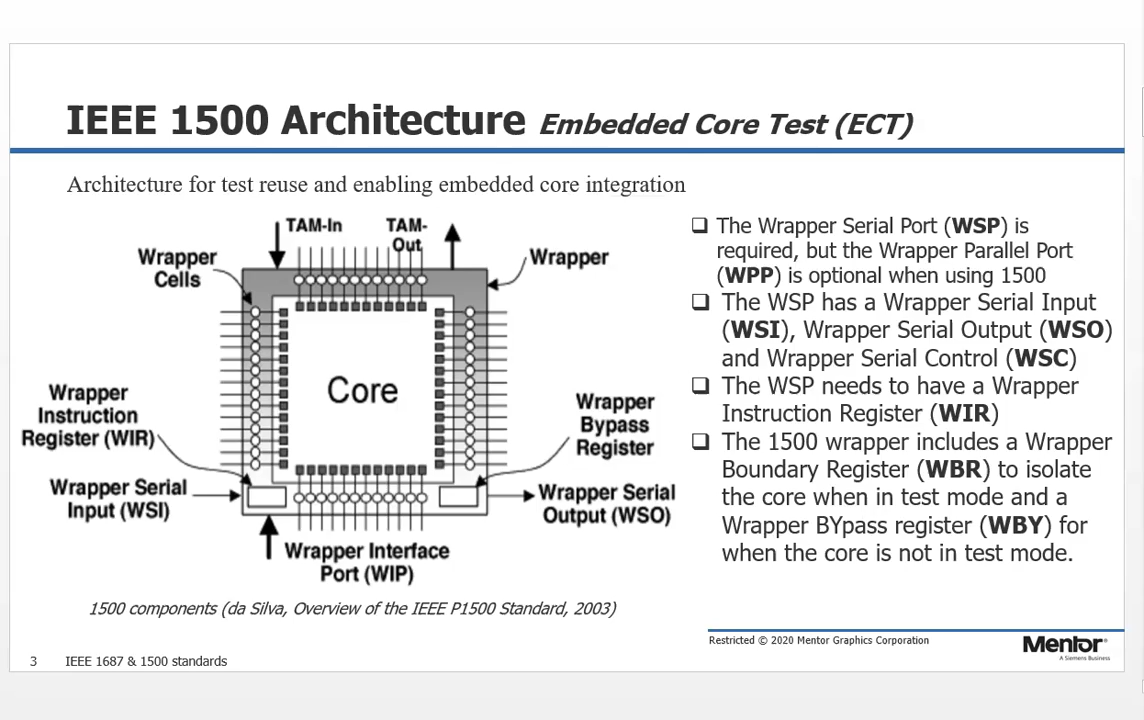 IEEE 1500 Architecture Embedded Core Test (ECT)
Architecture for test reuse and enabling embedded core integration
TAM-In
TAM-
Out
Wrapper
Cells
Wrapper
Core
Wrapper
Instruction
Register (WIR)
Wrapper
Bypass
Register
Wrapper Serial
Input (WSI)
Wrapper Serial
Output (WSO)
Wrapper Interface
Port (WIP)
1500 components (da Silva, Overview of the IEEE P1500 Standard, 2003)
❑ The Wrapper Serial Port (WSP) is
required, but the Wrapper Parallel Port
(WPP) is optional when using 1500
❑ The WSP has a Wrapper Serial Input
(WSI), Wrapper Serial Output (WSO)
and Wrapper Serial Control (WSC)
❑ The WSP needs to have a Wrapper
Instruction Register (WIR)
❑ The 1500 wrapper includes a Wrapper
Boundary Register (WBR) to isolate
the core when in test mode and a
Wrapper BYpass register (WBY) for
when the core is not in test mode.
Restricted © 2020 Mentor Graphics Corporation
Mentor®
A Siemens Business
3 IEEE 1687 & 1500 standards